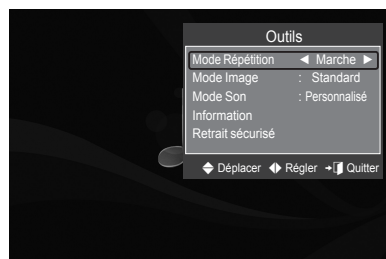 Outils
Mode Répétition ◄ Marche ►
Mode Image : Standard
Mode Son : Personnalisé
Information
Retrait sécurisé
Déplacer Régler Quitter